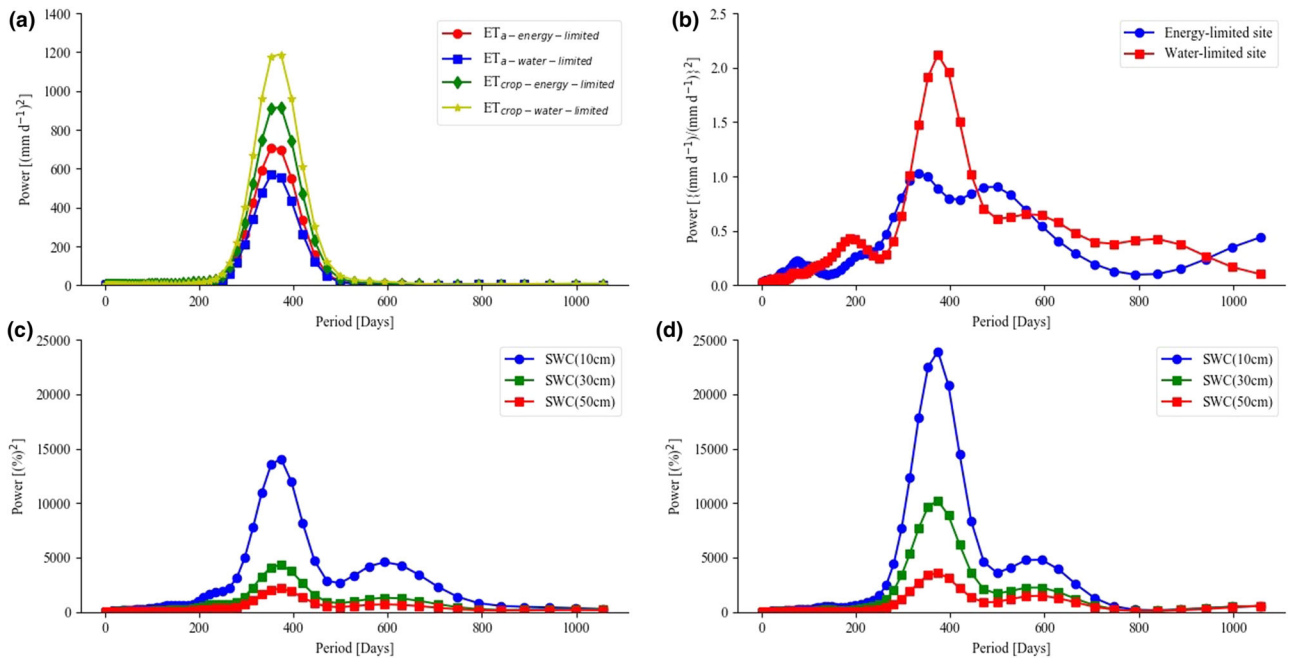 (a)
1400
1200
1000
800
600
400
200
0
Power [(mm d⁻¹)²]
ETa−energy−limited
ETa−water−limited
ETcrop−energy−limited
ETcrop−water−limited
0 200 400 600 800 1000
Period [Days]
(b)
2.5
2.0
1.5
1.0
0.5
0.0
Power [{(mm d⁻¹)/(mm d⁻¹)}²]
Energy-limited site
Water-limited site
0 200 400 600 800 1000
Period [Days]
(c)
25000
20000
15000
10000
5000
0
Power [(%)²]
SWC(10cm)
SWC(30cm)
SWC(50cm)
0 200 400 600 800 1000
Period [Days]
(d)
25000
20000
15000
10000
5000
0
Power [(%)²]
SWC(10cm)
SWC(30cm)
SWC(50cm)
0 200 400 600 800 1000
Period [Days]